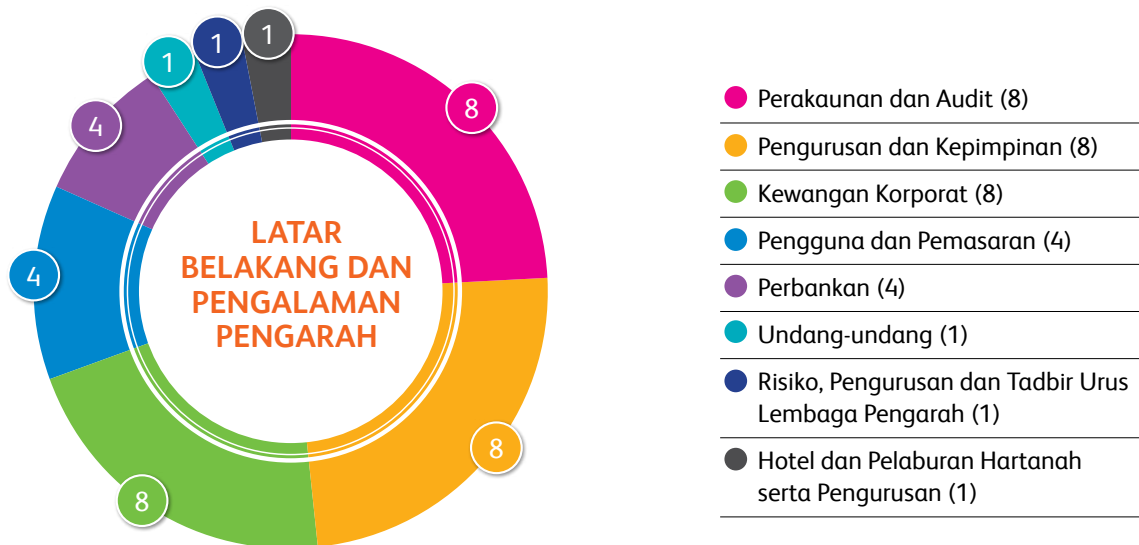 1
1
1
8
4
4
8
8
LATAR
BELAKANG DAN
PENGALAMAN
PENGARAH
Perakaunan dan Audit (8)
Pengurusan dan Kepimpinan (8)
Kewangan Korporat (8)
Pengguna dan Pemasaran (4)
Perbankan (4)
Undang-undang (1)
Risiko, Pengurusan dan Tadbir Urus
Lembaga Pengarah (1)
Hotel dan Pelaburan Hartanah
serta Pengurusan (1)